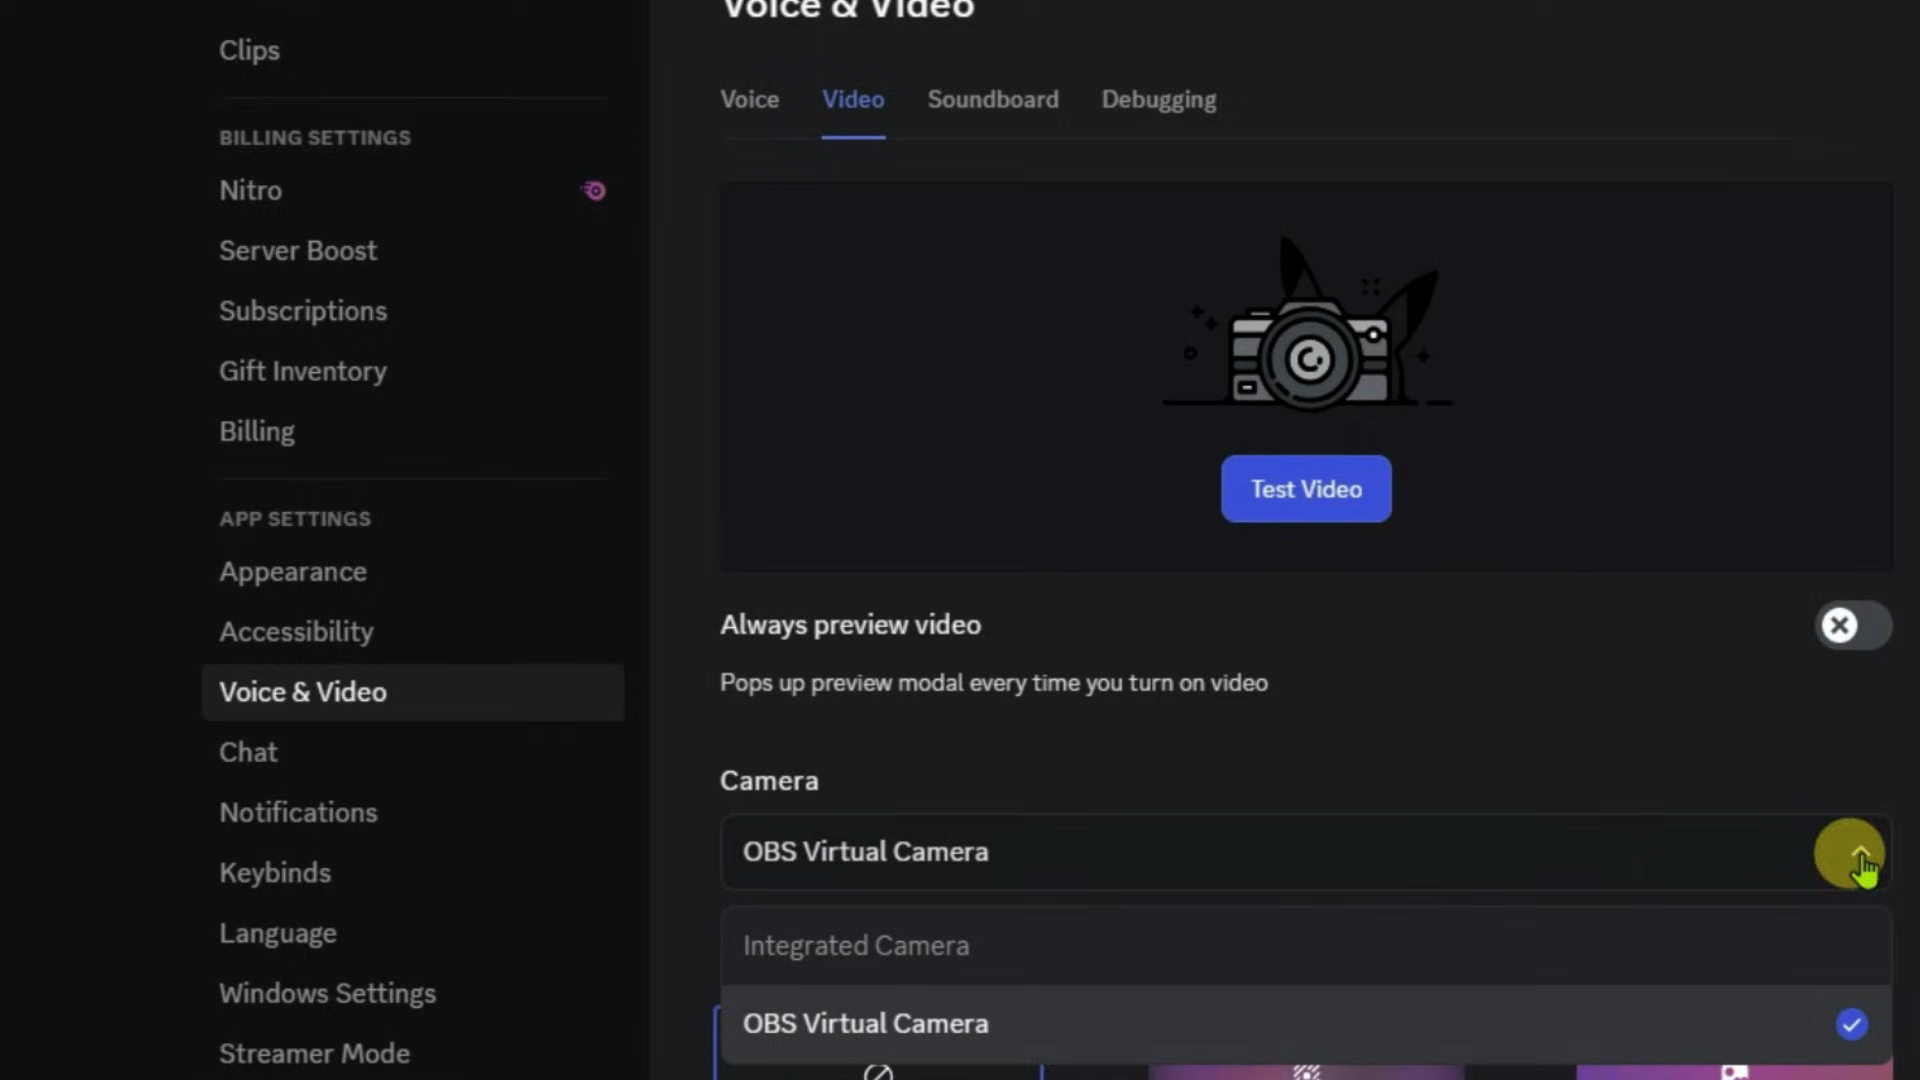 Clips
BILLING SETTINGS
Nitro
Server Boost
Subscriptions
Gift Inventory
Billing
APP SETTINGS
Appearance
Accessibility
Voice & Video
Chat
Notifications
Keybinds
Language
Windows Settings
Streamer Mode
Voice & Video
Voice Video Soundboard Debugging
Test Video
Always preview video
Pops up preview modal every time you turn on video
Camera
OBS Virtual Camera
Integrated Camera
OBS Virtual Camera